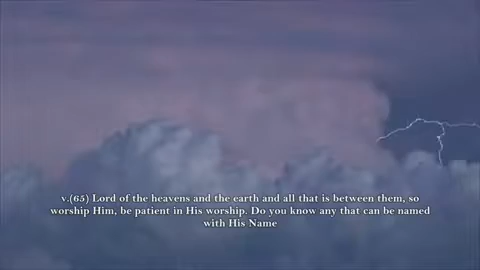 v.(65) Lord of the heavens and the earth and all that is between them, so
worship Him, be patient in His worship. Do you know any that can be named
with His Name